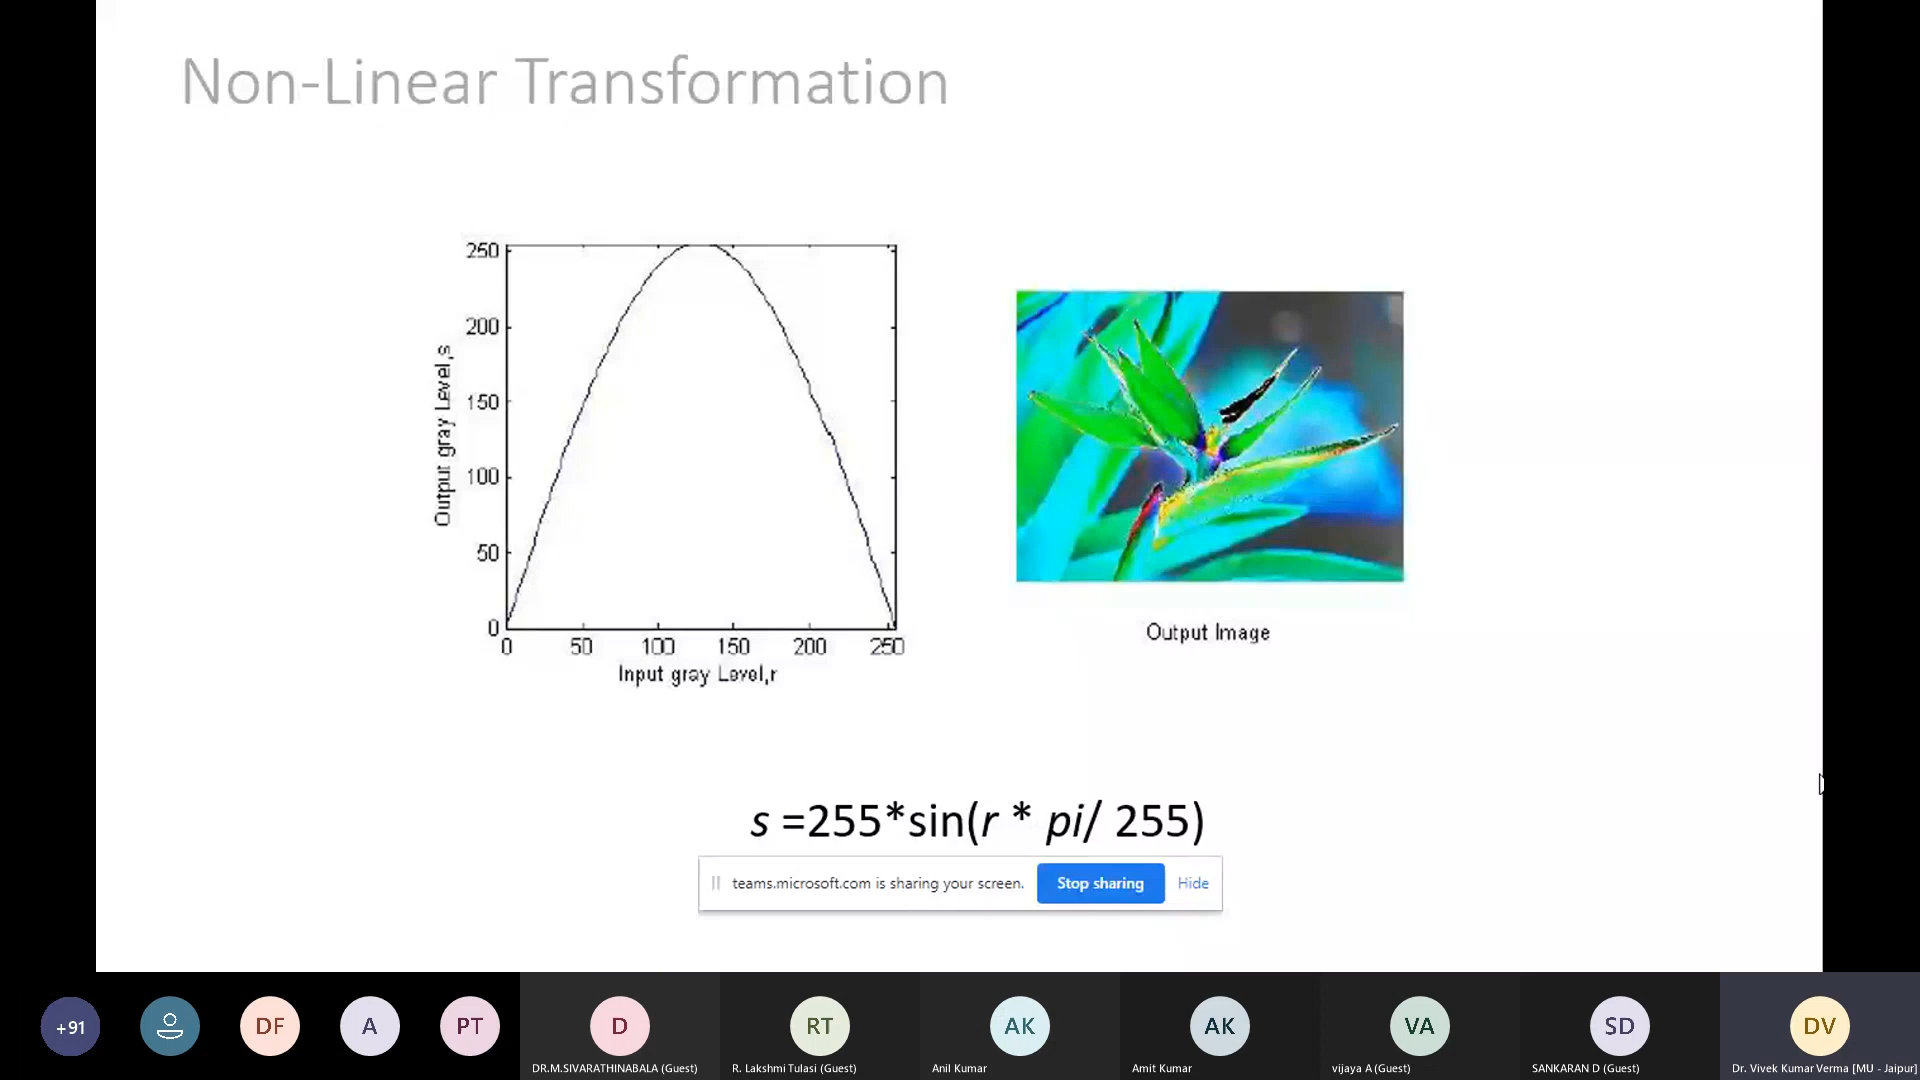 Non-Linear Transformation
250
200
150
100
50
0
Output gray Level,s
0 50 100 150 200 250
Input gray Level,r
Output Image
s =255*sin(r * pi/ 255)
teams.microsoft.com is sharing your screen. Stop sharing Hide
+91 DF A PT D RT AK AK VA SD DV
DR.M.SIVARATHINABALA (Guest) R. Lakshmi Tulasi (Guest) Anil Kumar Amit Kumar vijaya A (Guest) SANKARAN D (Guest) Dr. Vivek Kumar Verma [MU - Jaipur]